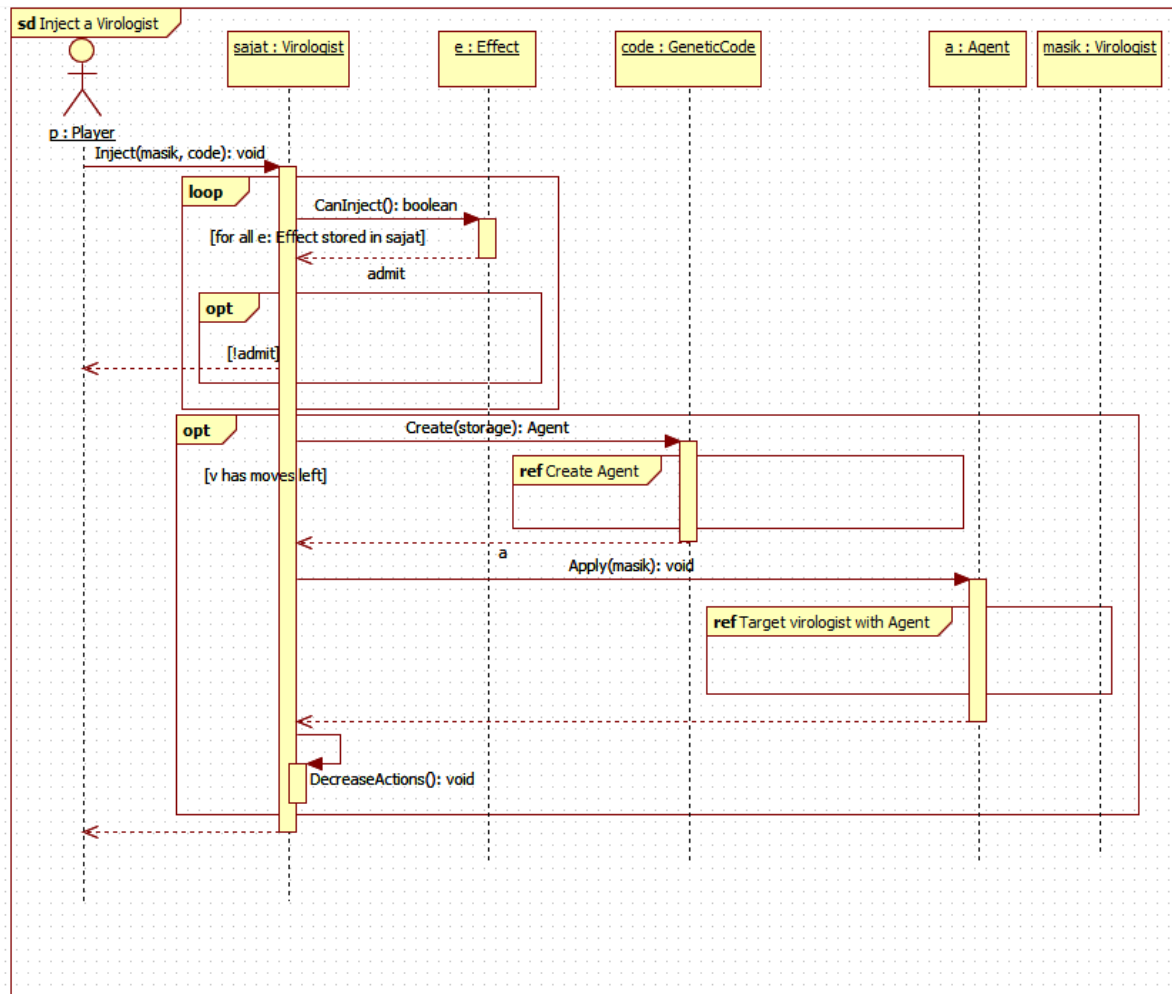 sd Inject a Virologist
sajat : Virologist
e : Effect
code : GeneticCode
a : Agent
masik : Virologist
p : Player
Inject(masik, code): void
loop
CanInject(): boolean
[for all e: Effect stored in sajat]
admit
opt
[!admit]
opt
Create(storage): Agent
[v has moves left]
ref Create Agent
a
Apply(masik): void
ref Target virologist with Agent
DecreaseActions(): void